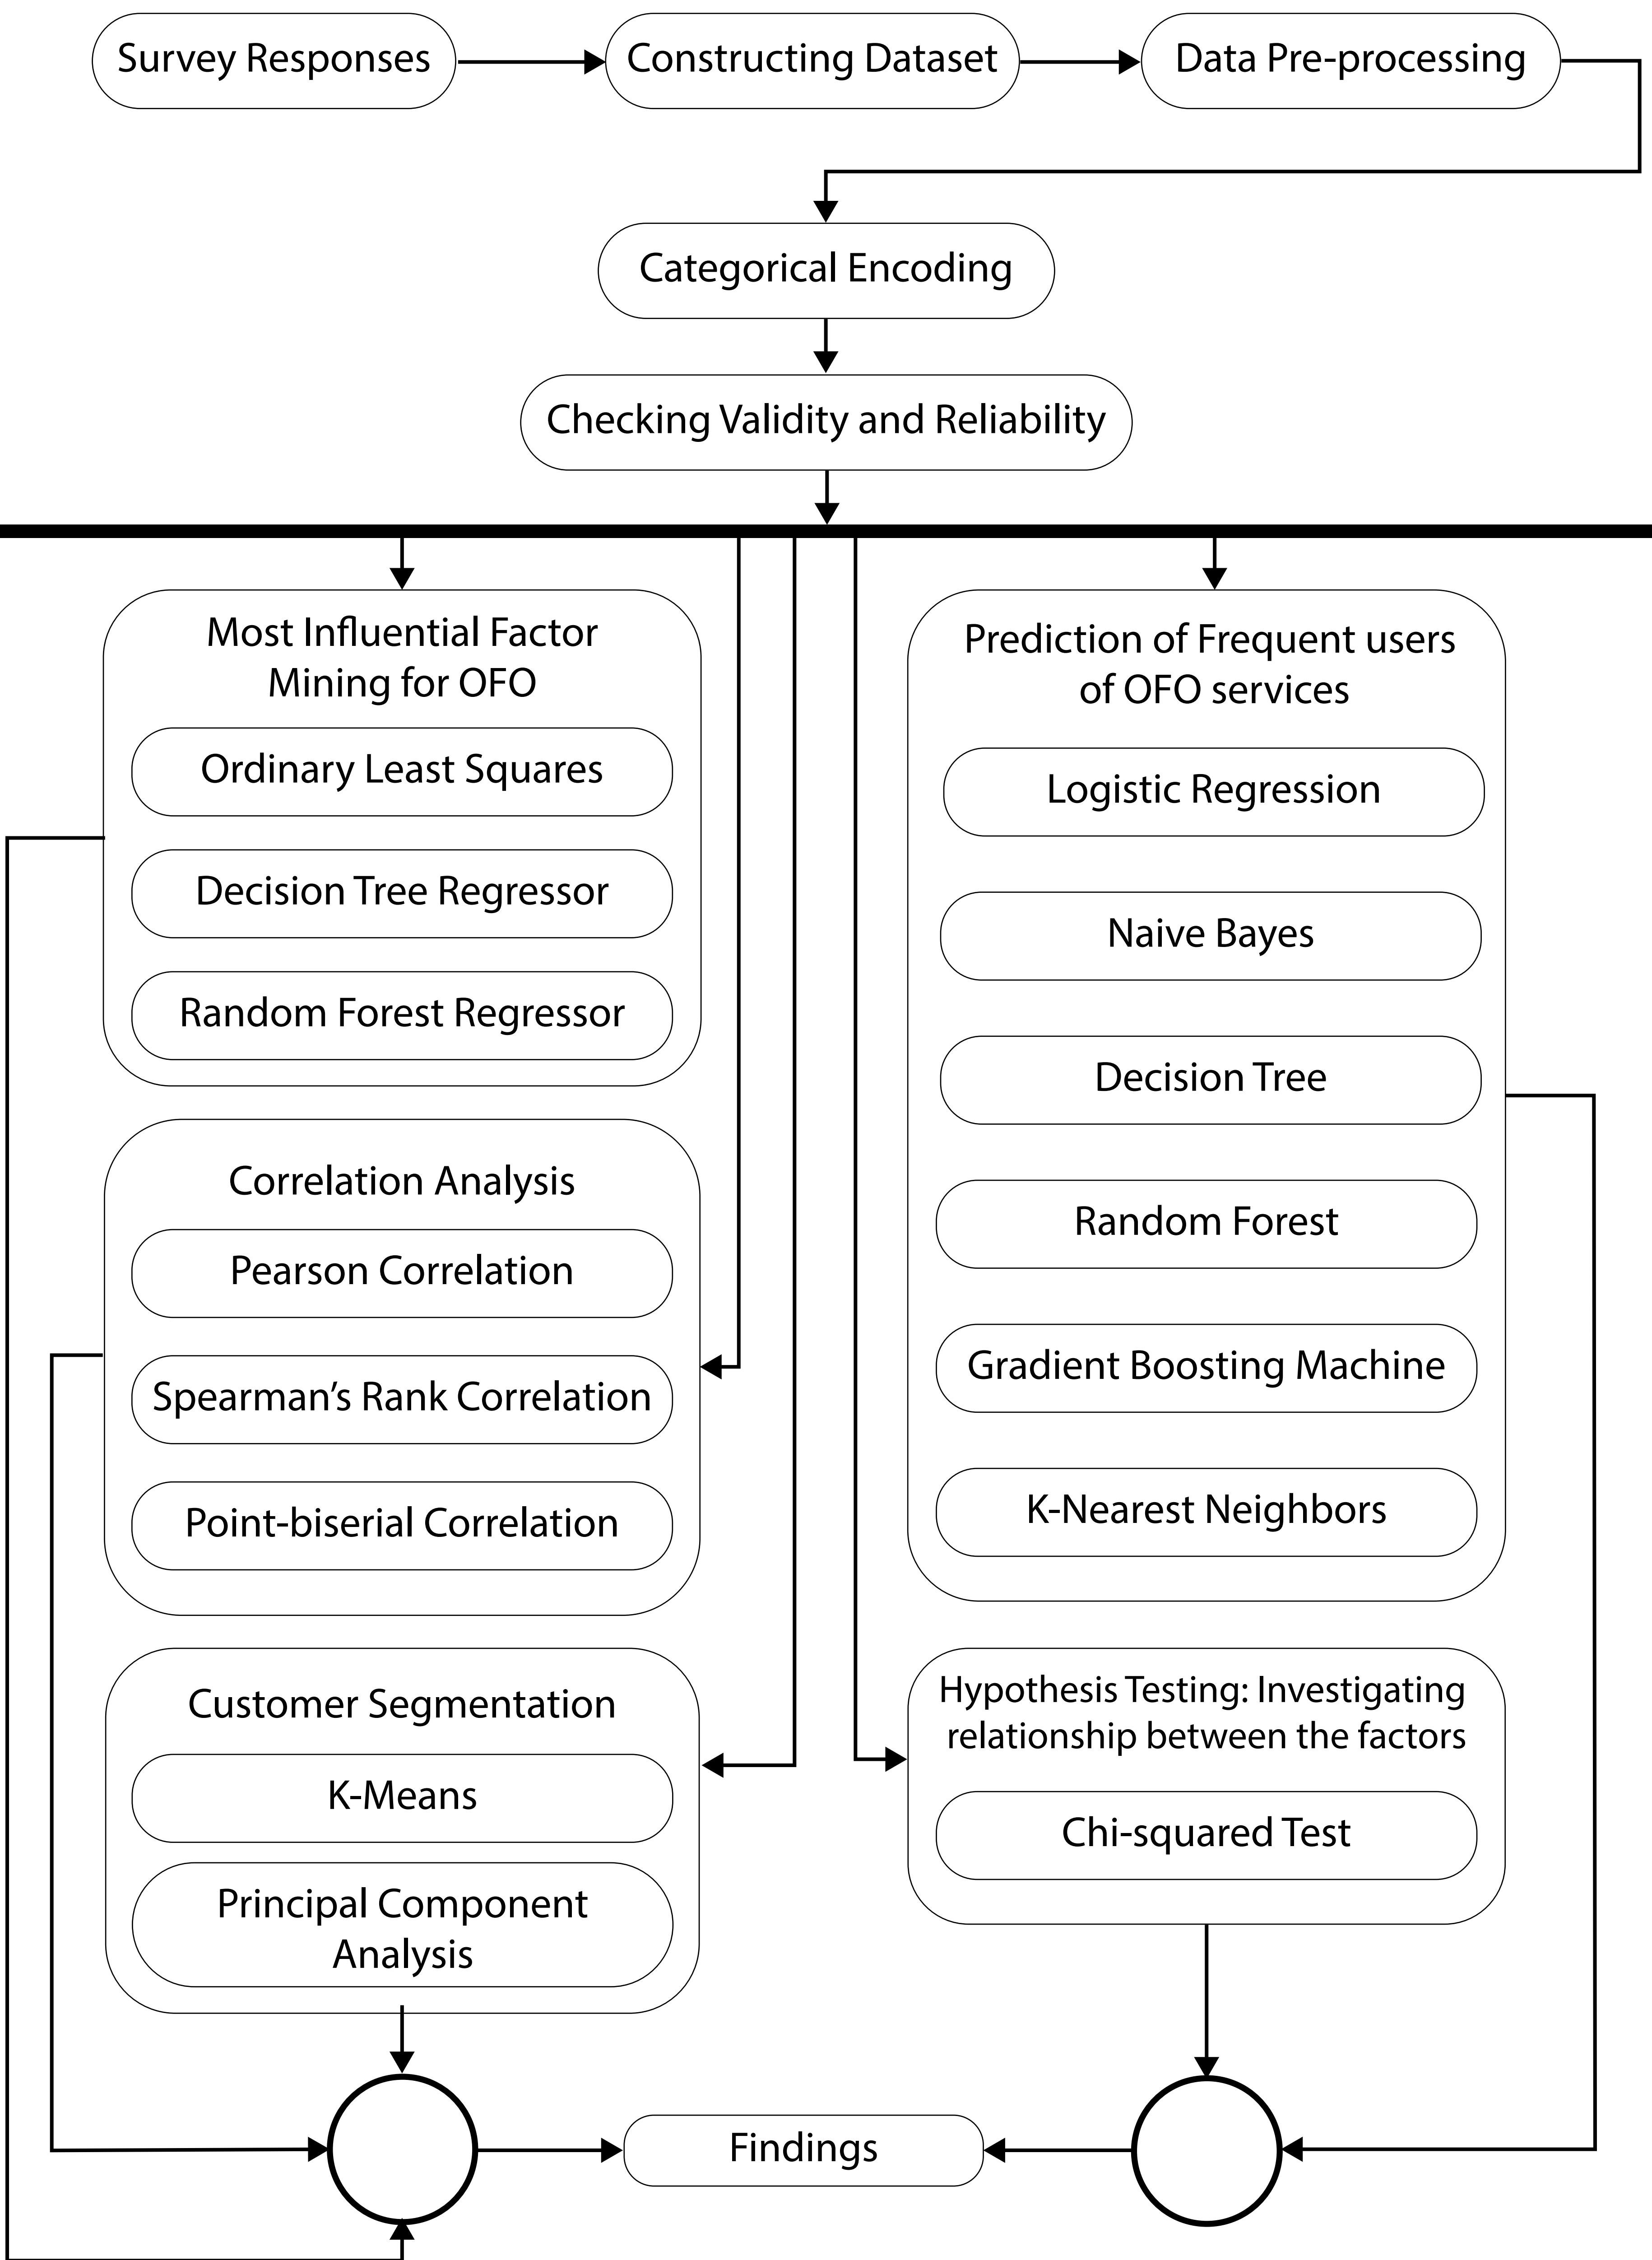 Survey Responses
Constructing Dataset
Data Pre-processing
Categorical Encoding
Checking Validity and Reliability
Most Influential Factor
Mining for OFO
Ordinary Least Squares
Decision Tree Regressor
Random Forest Regressor
Correlation Analysis
Pearson Correlation
Spearman’s Rank Correlation
Point-biserial Correlation
Customer Segmentation
K-Means
Principal Component
Analysis
Prediction of Frequent users
of OFO services
Logistic Regression
Naive Bayes
Decision Tree
Random Forest
Gradient Boosting Machine
K-Nearest Neighbors
Hypothesis Testing: Investigating
relationship between the factors
Chi-squared Test
Findings